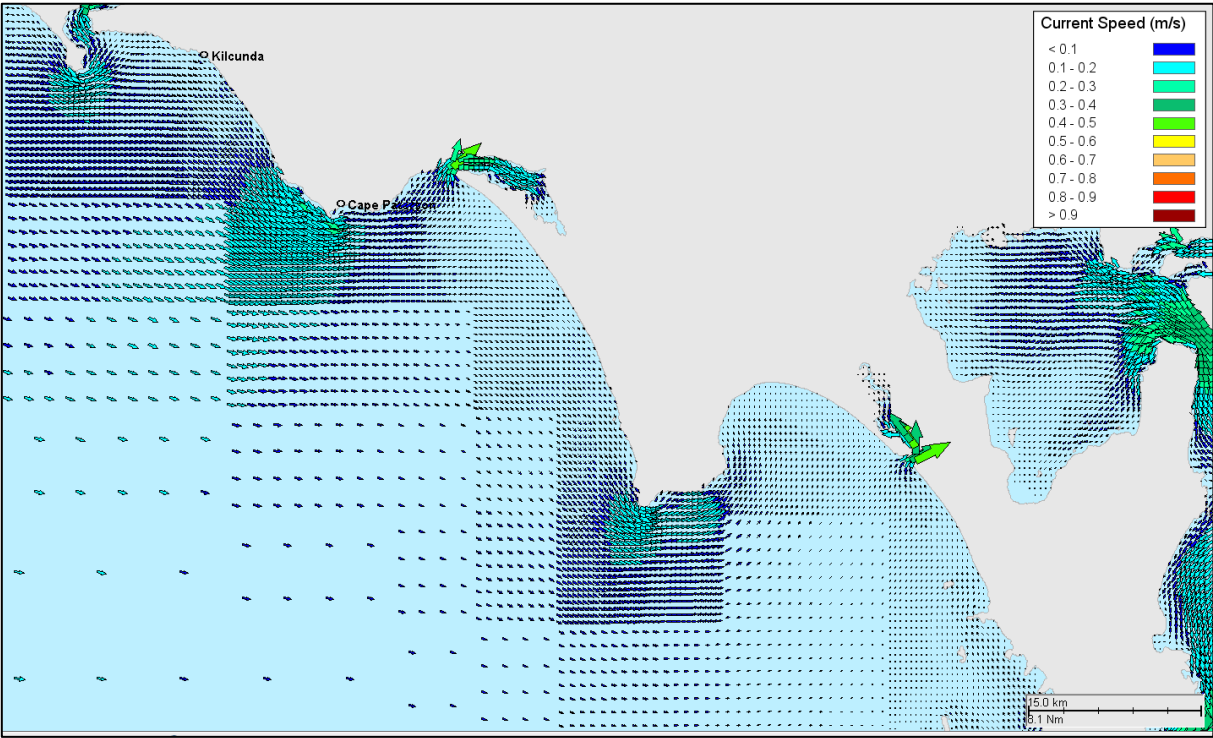 Current Speed (m/s)
< 0.1
0.1 - 0.2
0.2 - 0.3
0.3 - 0.4
0.4 - 0.5
0.5 - 0.6
0.6 - 0.7
0.7 - 0.8
0.8 - 0.9
> 0.9
Kilcunda
Cape Paterson
15.0 km
8.1 Nm